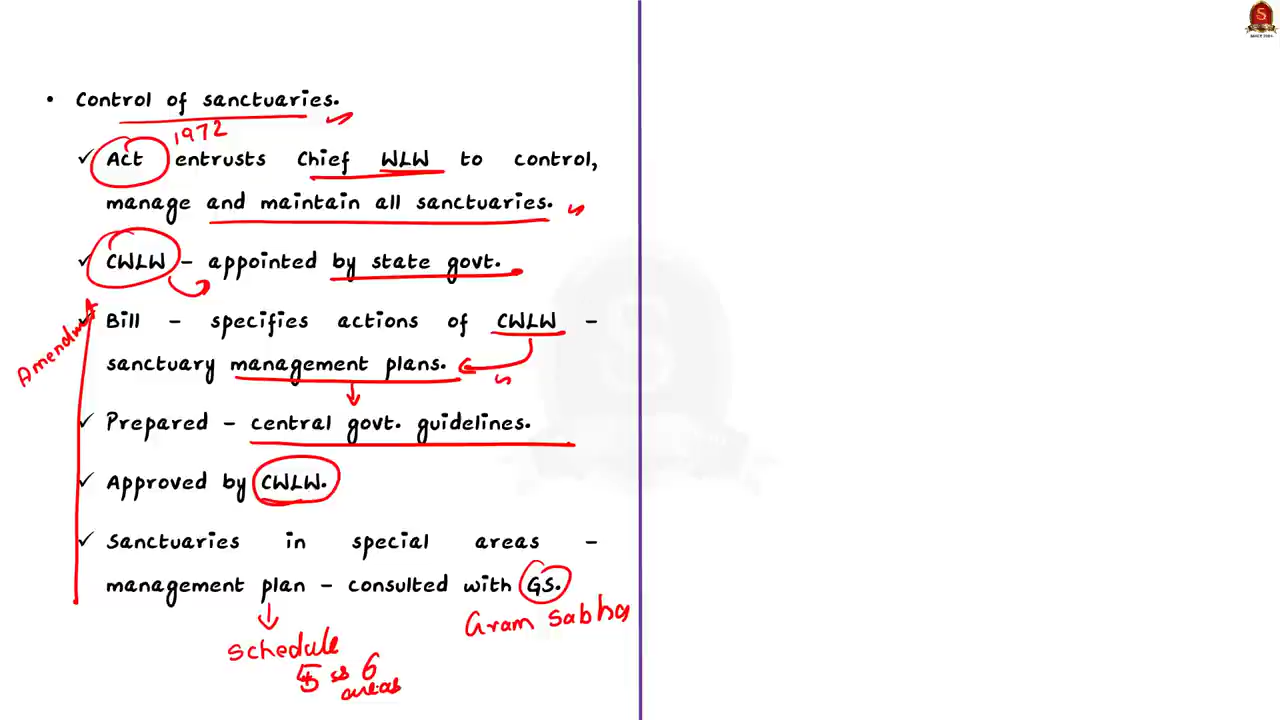 • Control of sanctuaries.
1972
✓ Act entrusts Chief WLW to control,
manage and maintain all sanctuaries.
✓ CWLW – appointed by state govt.
Amendmt
✓ Bill – specifies actions of CWLW –
sanctuary management plans.
✓ Prepared – central govt. guidelines.
✓ Approved by CWLW.
✓ Sanctuaries in special areas –
management plan – consulted with GS.
Gram Sabha
Schedule
5 6
areas